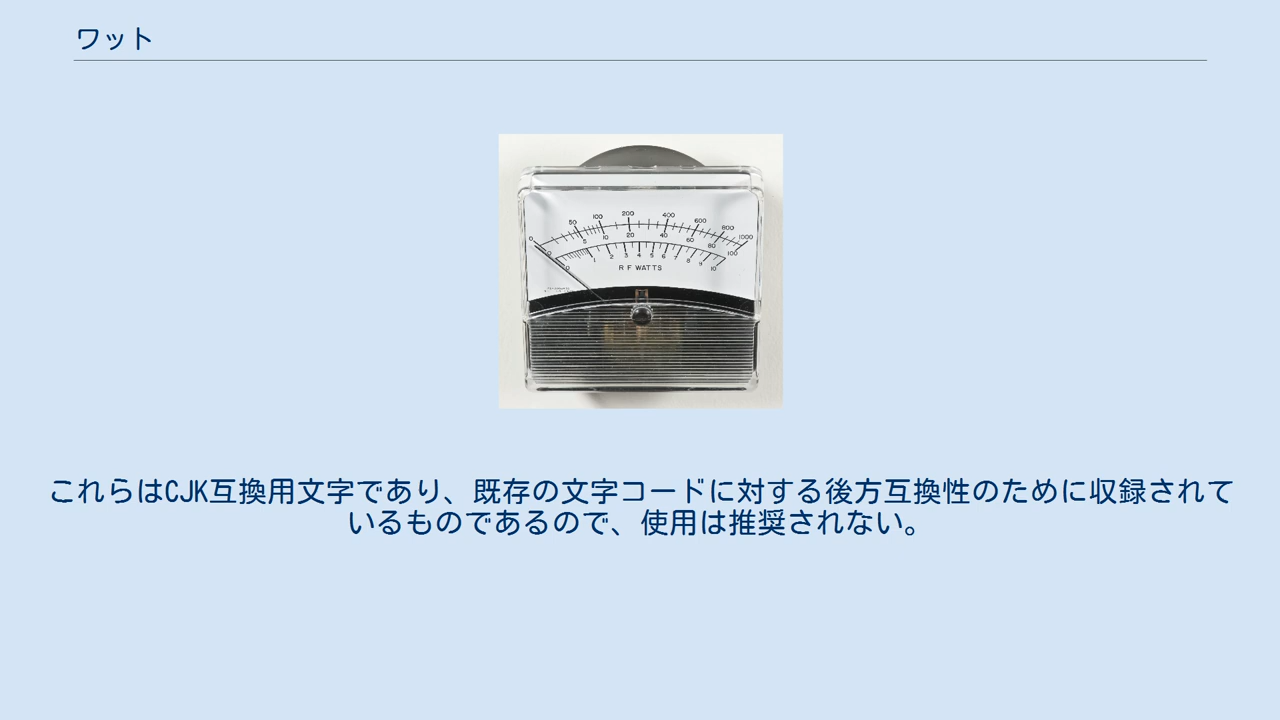 ワット
50 100 200 400 600 800 1000
0 5 10 20 40 60 80 100
0 2 3 4 5 6 7 8 9 10
R F WATTS
これらはCJK互換用文字であり、既存の文字コードに対する後方互換性のために収録されて
いるものであるので、使用は推奨されない。